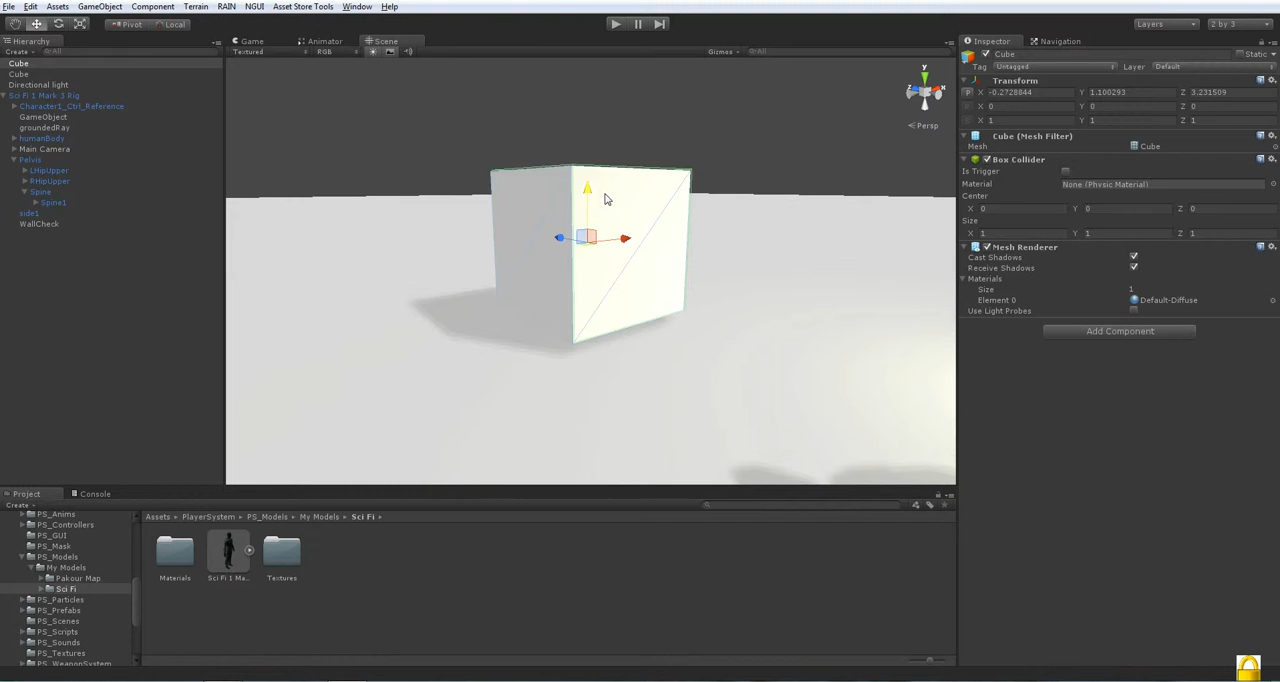 File Edit Assets GameObject Component Terrain RAIN NGUI Asset Store Tools Window Help
Pivot Local Layers 2 by 3
Hierarchy
Create All
Cube
Cube
Directional light
Sci Fi 1 Mark 3 Rig
Character1_Ctrl_Reference
GameObject
groundedRay
humanBody
Main Camera
Pelvis
LHipUpper
RHipUpper
Spine
Spine1
side1
WallCheck
Game Animator Scene
Textured RGB Gizmos All
y
z x
Persp
Inspector Navigation
Cube Static
Tag Untagged Layer Default
Transform
P X -0.2728844 Y 1.100293 Z 3.231509
R X 0 Y 0 Z 0
S X 1 Y 1 Z 1
Cube (Mesh Filter)
Mesh Cube
Box Collider
Is Trigger
Material None (Physic Material)
Center
X 0 Y 0 Z 0
Size
X 1 Y 1 Z 1
Mesh Renderer
Cast Shadows
Receive Shadows
Materials
Size 1
Element 0 Default-Diffuse
Use Light Probes
Add Component
Project Console
Create
PS_Anims
PS_Controllers
PS_GUI
PS_Mask
PS_Models
My Models
Pakour Map
Sci Fi
PS_Particles
PS_Prefabs
PS_Scenes
PS_Scripts
PS_Sounds
PS_Textures
PS_WeaponSystem
Assets PlayerSystem PS_Models My Models Sci Fi
Materials Sci Fi 1 Ma... Textures